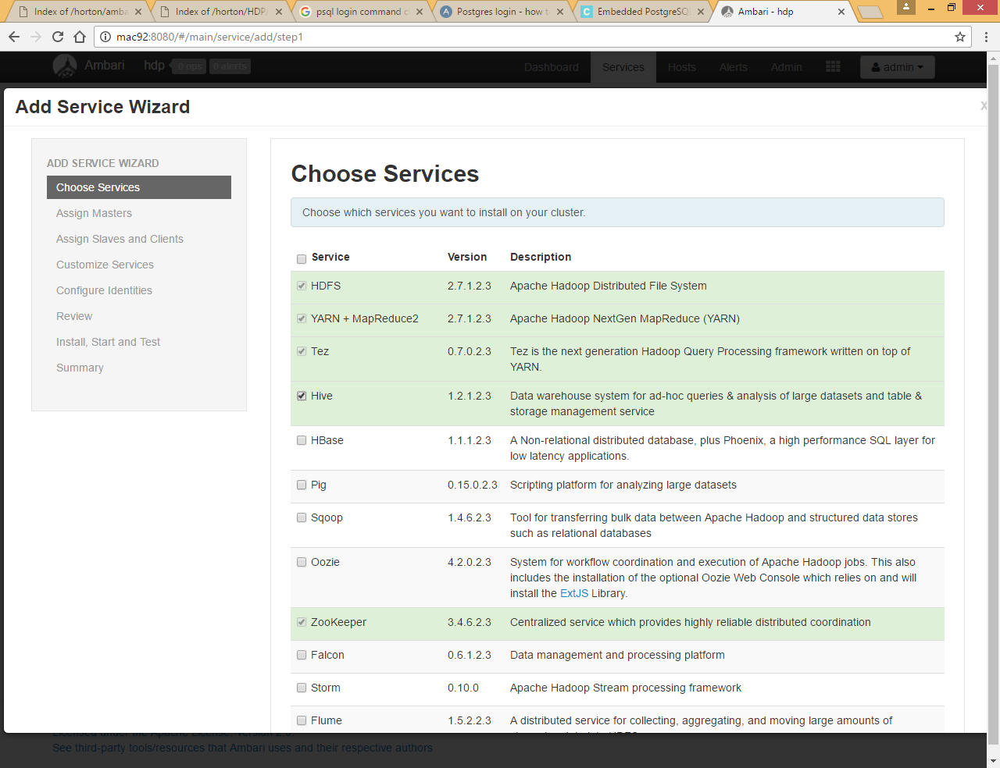 Index of /horton/amba
Index of /horton/HDP
psql login command c
Postgres login - how t
Embedded PostgreSQL
Ambari - hdp
mac92:8080/#/main/service/add/step1
Ambari hdp 0 ops 0 alerts Dashboard Services Hosts Alerts Admin admin
Add Service Wizard
X
ADD SERVICE WIZARD
Choose Services
Assign Masters
Assign Slaves and Clients
Customize Services
Configure Identities
Review
Install, Start and Test
Summary
Choose Services
Choose which services you want to install on your cluster.
Service Version Description
HDFS 2.7.1.2.3 Apache Hadoop Distributed File System
YARN + MapReduce2 2.7.1.2.3 Apache Hadoop NextGen MapReduce (YARN)
Tez 0.7.0.2.3 Tez is the next generation Hadoop Query Processing framework written on top of
YARN.
Hive 1.2.1.2.3 Data warehouse system for ad-hoc queries & analysis of large datasets and table &
storage management service
HBase 1.1.1.2.3 A Non-relational distributed database, plus Phoenix, a high performance SQL layer for
low latency applications.
Pig 0.15.0.2.3 Scripting platform for analyzing large datasets
Sqoop 1.4.6.2.3 Tool for transferring bulk data between Apache Hadoop and structured data stores
such as relational databases
Oozie 4.2.0.2.3 System for workflow coordination and execution of Apache Hadoop jobs. This also
includes the installation of the optional Oozie Web Console which relies on and will
install the ExtJS Library.
ZooKeeper 3.4.6.2.3 Centralized service which provides highly reliable distributed coordination
Falcon 0.6.1.2.3 Data management and processing platform
Storm 0.10.0 Apache Hadoop Stream processing framework
Flume 1.5.2.2.3 A distributed service for collecting, aggregating, and moving large amounts of
Licensed under the Apache License, Version 2.0.
See third-party tools/resources that Ambari uses and their respective authors